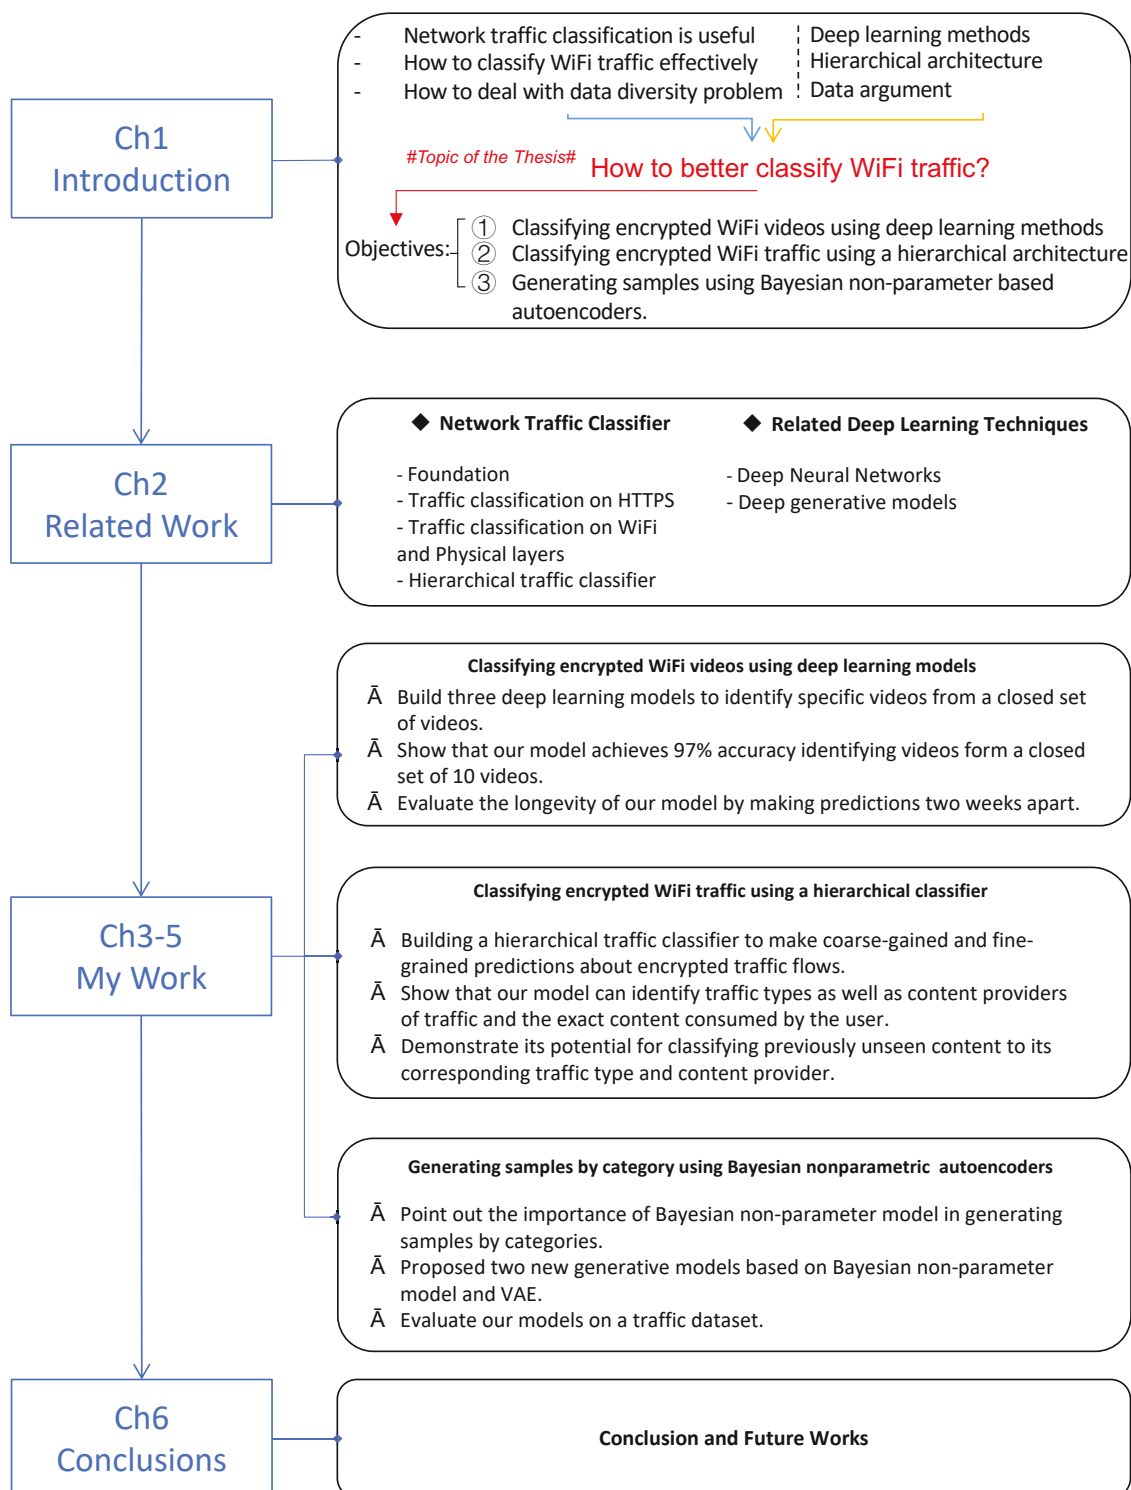 Ch1
Introduction
- Network traffic classification is useful
- How to classify WiFi traffic effectively
- How to deal with data diversity problem
Deep learning methods
Hierarchical architecture
Data argument
#Topic of the Thesis# How to better classify WiFi traffic?
Objectives:
① Classifying encrypted WiFi videos using deep learning methods
② Classifying encrypted WiFi traffic using a hierarchical architecture
③ Generating samples using Bayesian non-parameter based
autoencoders.
Ch2
Related Work
◆ Network Traffic Classifier
- Foundation
- Traffic classification on HTTPS
- Traffic classification on WiFi
and Physical layers
- Hierarchical traffic classifier
◆ Related Deep Learning Techniques
- Deep Neural Networks
- Deep generative models
Ch3-5
My Work
Classifying encrypted WiFi videos using deep learning models
Ā Build three deep learning models to identify specific videos from a closed set
of videos.
Ā Show that our model achieves 97% accuracy identifying videos form a closed
set of 10 videos.
Ā Evaluate the longevity of our model by making predictions two weeks apart.
Classifying encrypted WiFi traffic using a hierarchical classifier
Ā Building a hierarchical traffic classifier to make coarse-gained and fine-
grained predictions about encrypted traffic flows.
Ā Show that our model can identify traffic types as well as content providers
of traffic and the exact content consumed by the user.
Ā Demonstrate its potential for classifying previously unseen content to its
corresponding traffic type and content provider.
Generating samples by category using Bayesian nonparametric autoencoders
Ā Point out the importance of Bayesian non-parameter model in generating
samples by categories.
Ā Proposed two new generative models based on Bayesian non-parameter
model and VAE.
Ā Evaluate our models on a traffic dataset.
Ch6
Conclusions
Conclusion and Future Works